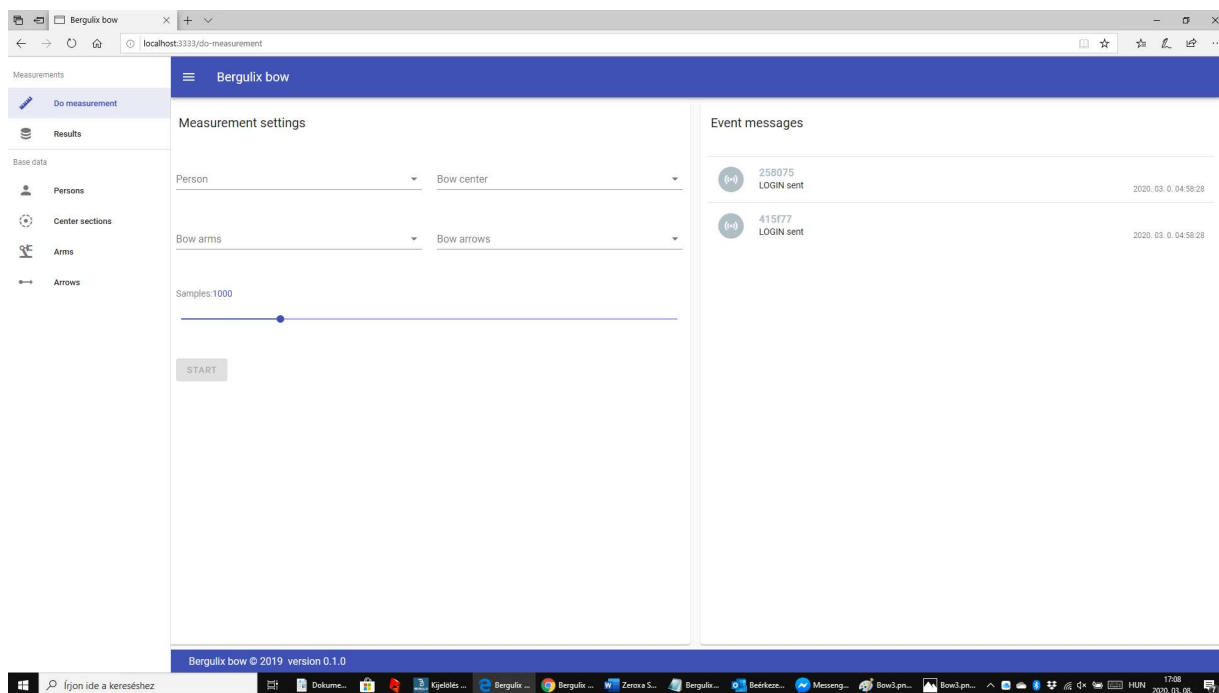 Bergulix bow
localhost:3333/do-measurement
Measurements
Do measurement
Results
Base data
Persons
Center sections
Arms
Arrows
Bergulix bow
Measurement settings
Person
Bow center
Bow arms
Bow arrows
Samples:1000
START
Event messages
258075
LOGIN sent
2020. 03. 0. 04:58:28
415f77
LOGIN sent
2020. 03. 0. 04:58:28
Bergulix bow © 2019 version 0.1.0
Írjon ide a kereséshez
Dokume...
Kijelölés ...
Bergulix ...
Bergulix ...
Zeroxa S...
Bergulix...
Beérkeze...
Messeng...
Bow3.pn...
Bow3.pn...
HUN
17:08
2020. 03. 08.